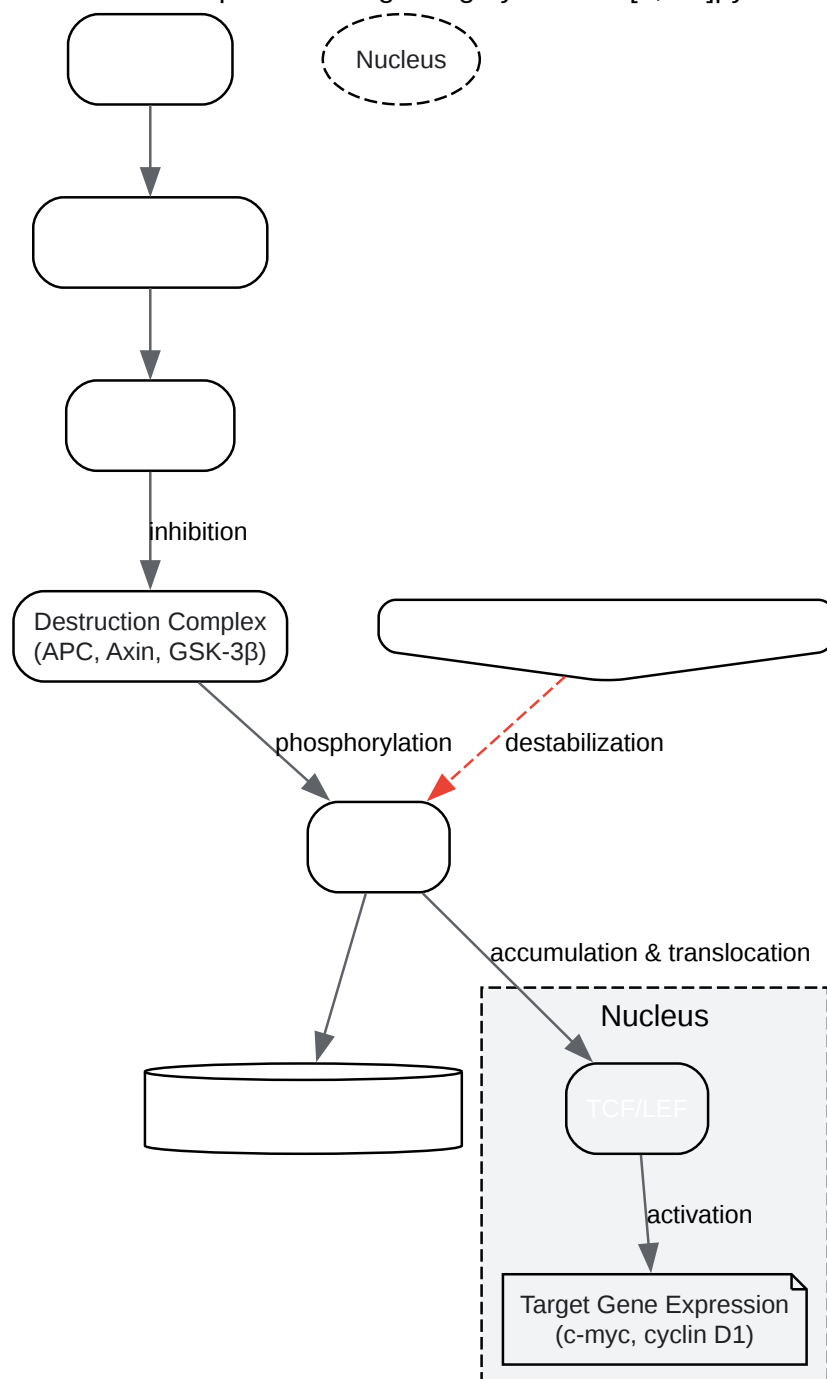 Nucleus
inhibition
Destruction Complex
(APC, Axin, GSK-3β)
phosphorylation
destabilization
accumulation & translocation
Nucleus
TCF/LEF
activation
Target Gene Expression
(c-myc, cyclin D1)